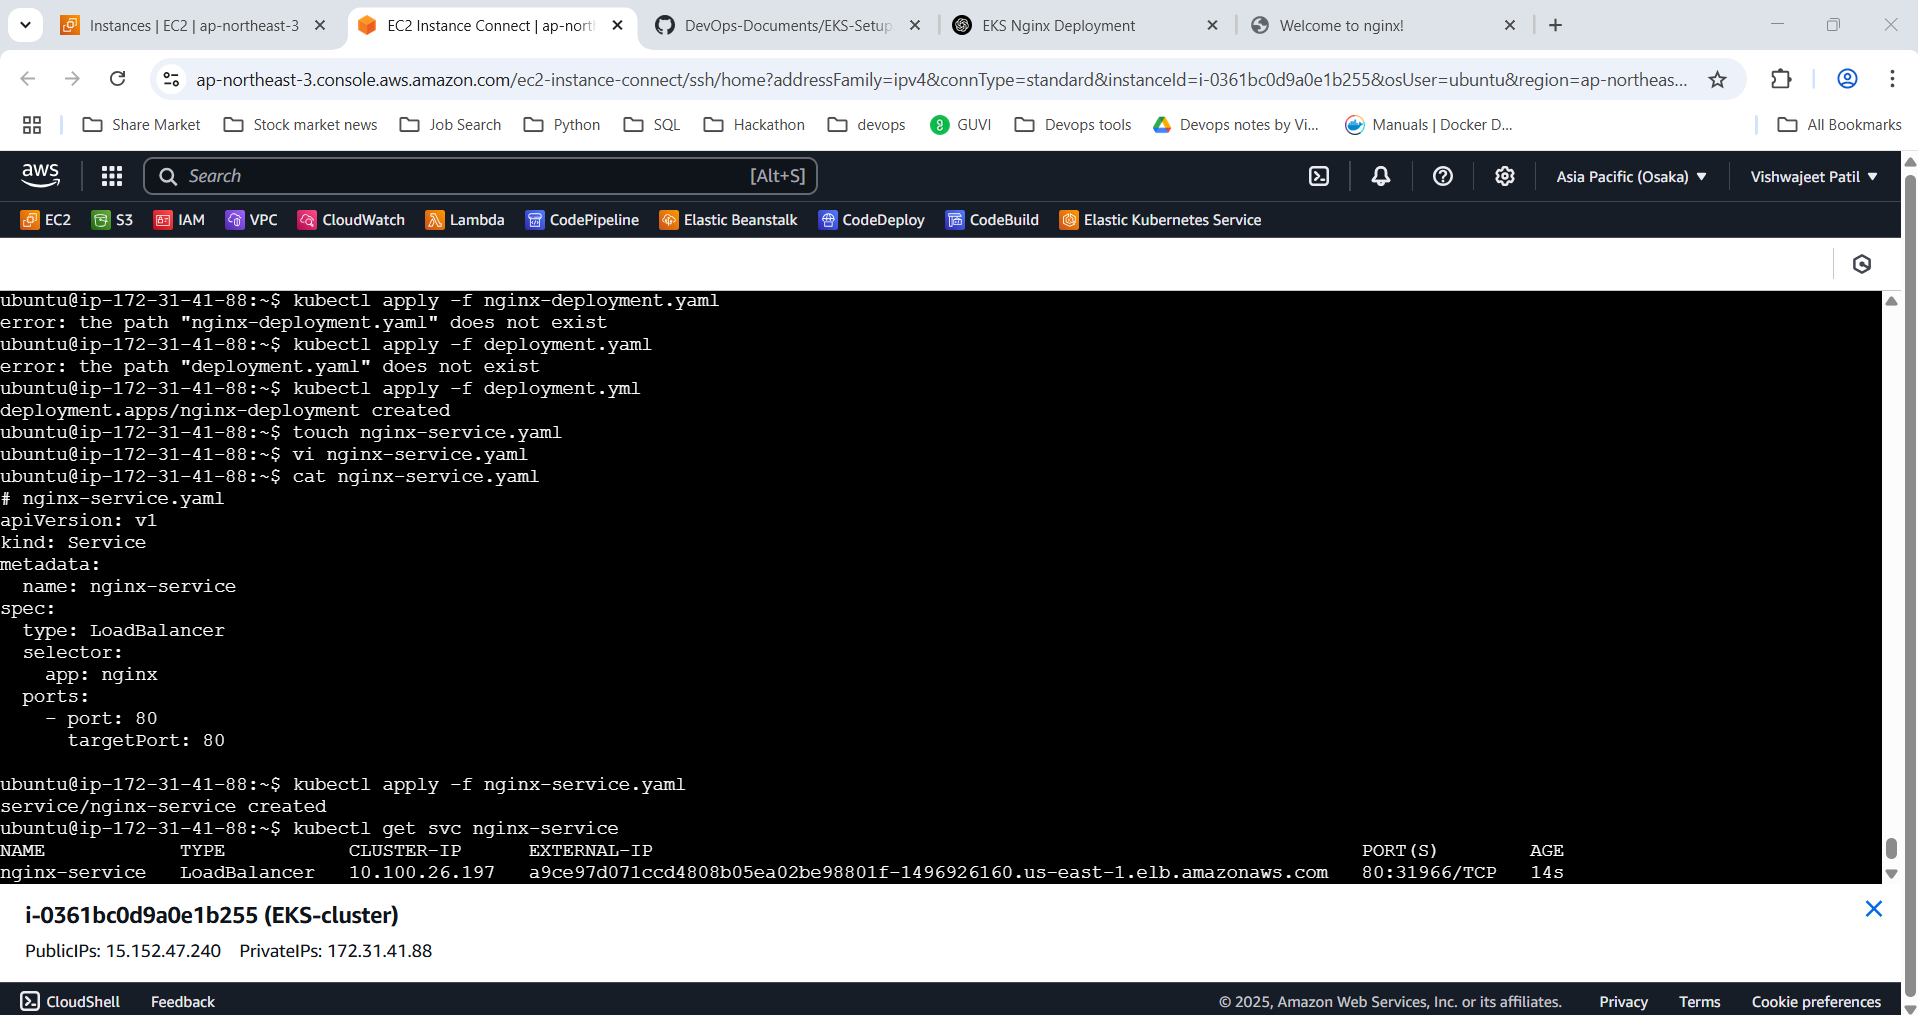 Instances | EC2 | ap-northeast-3
EC2 Instance Connect | ap-nort
DevOps-Documents/EKS-Setup
EKS Nginx Deployment
Welcome to nginx!
ap-northeast-3.console.aws.amazon.com/ec2-instance-connect/ssh/home?addressFamily=ipv4&connType=standard&instanceId=i-0361bc0d9a0e1b255&osUser=ubuntu&region=ap-northeas...
Share Market
Stock market news
Job Search
Python
SQL
Hackathon
devops
GUVI
Devops tools
Devops notes by Vi...
Manuals | Docker D...
All Bookmarks
aws
Search
[Alt+S]
Asia Pacific (Osaka)
Vishwajeet Patil
EC2
S3
IAM
VPC
CloudWatch
Lambda
CodePipeline
Elastic Beanstalk
CodeDeploy
CodeBuild
Elastic Kubernetes Service
ubuntu@ip-172-31-41-88:~$ kubectl apply -f nginx-deployment.yaml
error: the path "nginx-deployment.yaml" does not exist
ubuntu@ip-172-31-41-88:~$ kubectl apply -f deployment.yaml
error: the path "deployment.yaml" does not exist
ubuntu@ip-172-31-41-88:~$ kubectl apply -f deployment.yml
deployment.apps/nginx-deployment created
ubuntu@ip-172-31-41-88:~$ touch nginx-service.yaml
ubuntu@ip-172-31-41-88:~$ vi nginx-service.yaml
ubuntu@ip-172-31-41-88:~$ cat nginx-service.yaml
# nginx-service.yaml
apiVersion: v1
kind: Service
metadata:
  name: nginx-service
spec:
  type: LoadBalancer
  selector:
    app: nginx
  ports:
    - port: 80
      targetPort: 80
ubuntu@ip-172-31-41-88:~$ kubectl apply -f nginx-service.yaml
service/nginx-service created
ubuntu@ip-172-31-41-88:~$ kubectl get svc nginx-service
NAME            TYPE           CLUSTER-IP      EXTERNAL-IP                                                               PORT(S)        AGE
nginx-service   LoadBalancer   10.100.26.197   a9ce97d071ccd4808b05ea02be98801f-1496926160.us-east-1.elb.amazonaws.com   80:31966/TCP   14s
i-0361bc0d9a0e1b255 (EKS-cluster)
PublicIPs: 15.152.47.240 PrivateIPs: 172.31.41.88
CloudShell
Feedback
© 2025, Amazon Web Services, Inc. or its affiliates.
Privacy
Terms
Cookie preferences